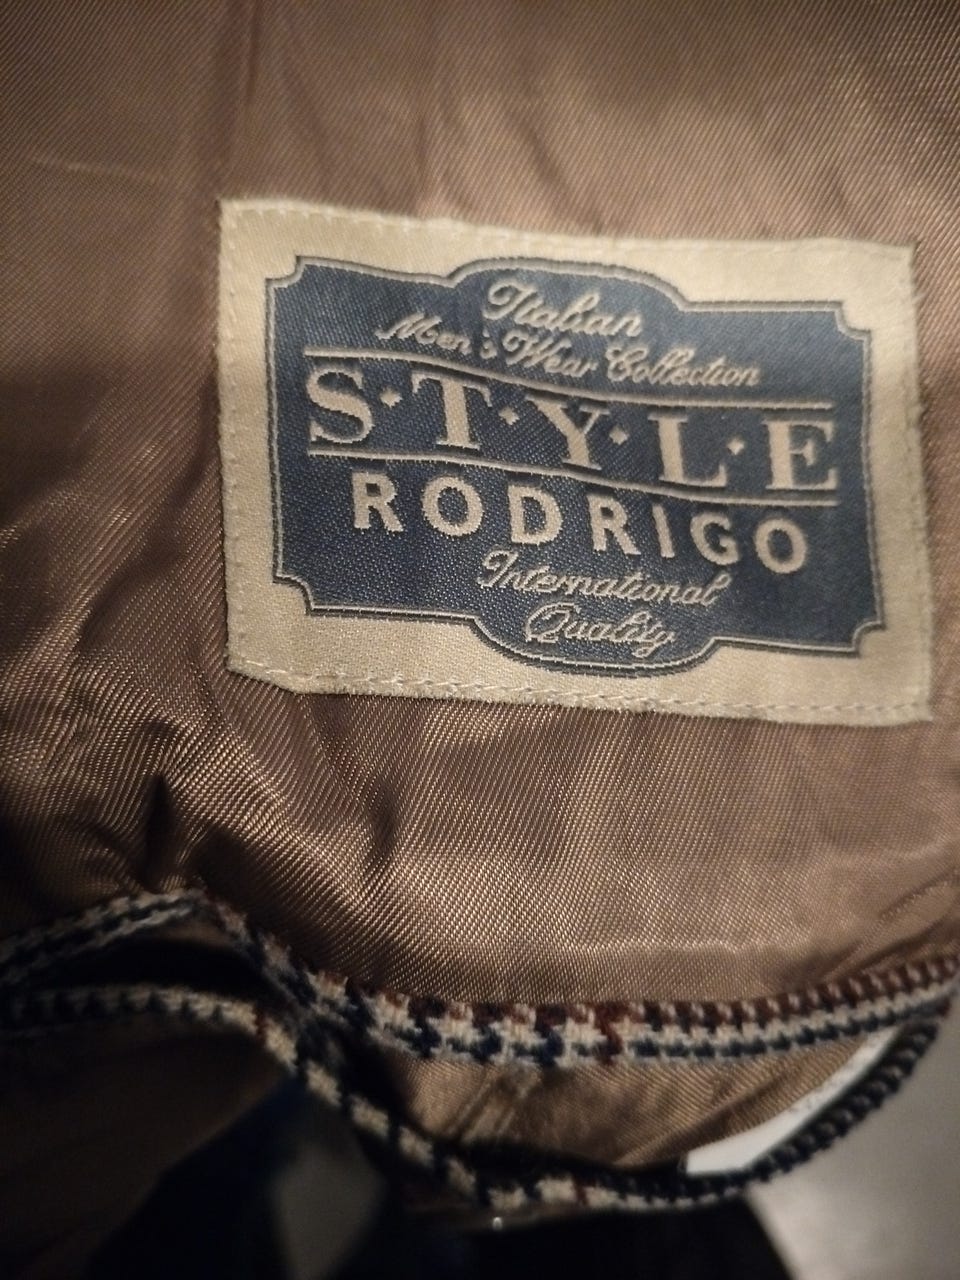 Italian
Men's Wear Collection
S·T·Y·L·E
RODRIGO
International
Quality